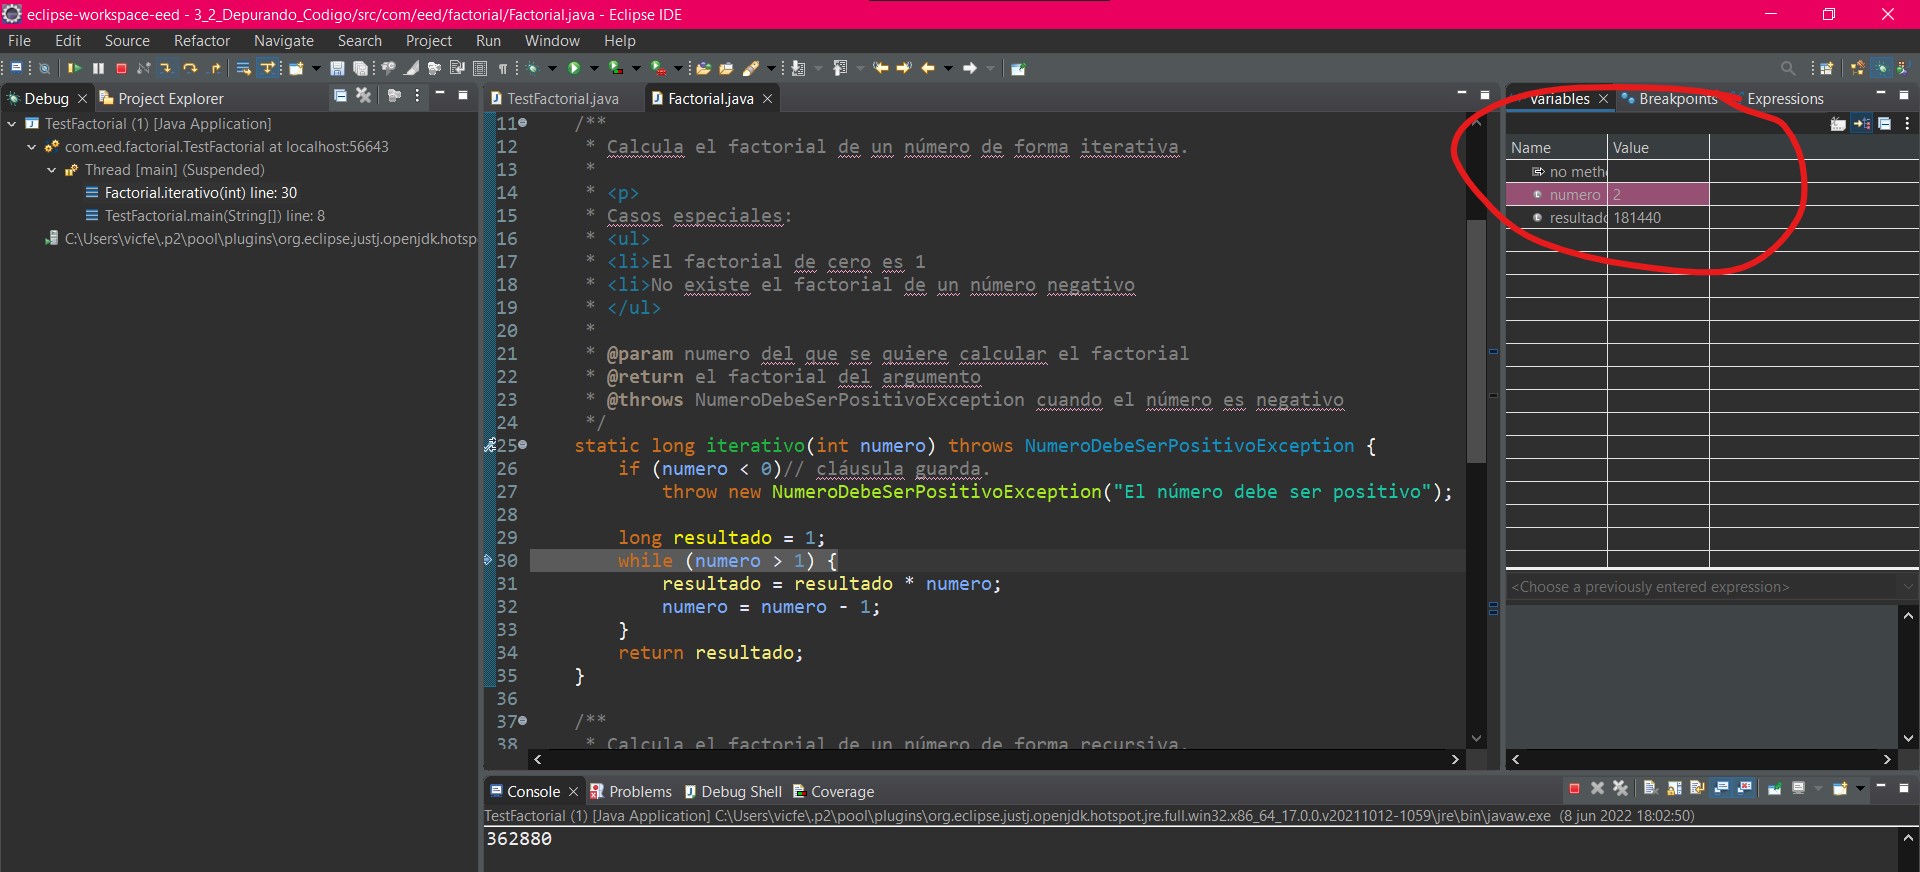 eclipse-workspace-eed - 3_2_Depurando_Codigo/src/com/eed/factorial/Factorial.java - Eclipse IDE
File Edit Source Refactor Navigate Search Project Run Window Help
Debug Project Explorer
TestFactorial (1) [Java Application]
com.eed.factorial.TestFactorial at localhost:56643
Thread [main] (Suspended)
Factorial.iterativo(int) line: 30
TestFactorial.main(String[]) line: 8
C:\Users\vicfe\.p2\pool\plugins\org.eclipse.justj.openjdk.hotsp
TestFactorial.java Factorial.java
11 /**
12 * Calcula el factorial de un número de forma iterativa.
13 *
14 * <p>
15 * Casos especiales:
16 * <ul>
17 * <li>El factorial de cero es 1
18 * <li>No existe el factorial de un número negativo
19 * </ul>
20 *
21 * @param numero del que se quiere calcular el factorial
22 * @return el factorial del argumento
23 * @throws NumeroDebeSerPositivoException cuando el número es negativo
24 */
25 static long iterativo(int numero) throws NumeroDebeSerPositivoException {
26 if (numero < 0)// cláusula guarda.
27 throw new NumeroDebeSerPositivoException("El número debe ser positivo");
28
29 long resultado = 1;
30 while (numero > 1) {
31 resultado = resultado * numero;
32 numero = numero - 1;
33 }
34 return resultado;
35 }
36
37 /**
38 * Calcula el factorial de un número de forma recursiva.
Variables Breakpoints Expressions
Name Value
no meth
numero 2
resultado 181440
<Choose a previously entered expression>
Console Problems Debug Shell Coverage
TestFactorial (1) [Java Application] C:\Users\vicfe\.p2\pool\plugins\org.eclipse.justj.openjdk.hotspot.jre.full.win32.x86_64_17.0.0.v20211012-1059\jre\bin\javaw.exe (8 jun 2022 18:02:50)
362880